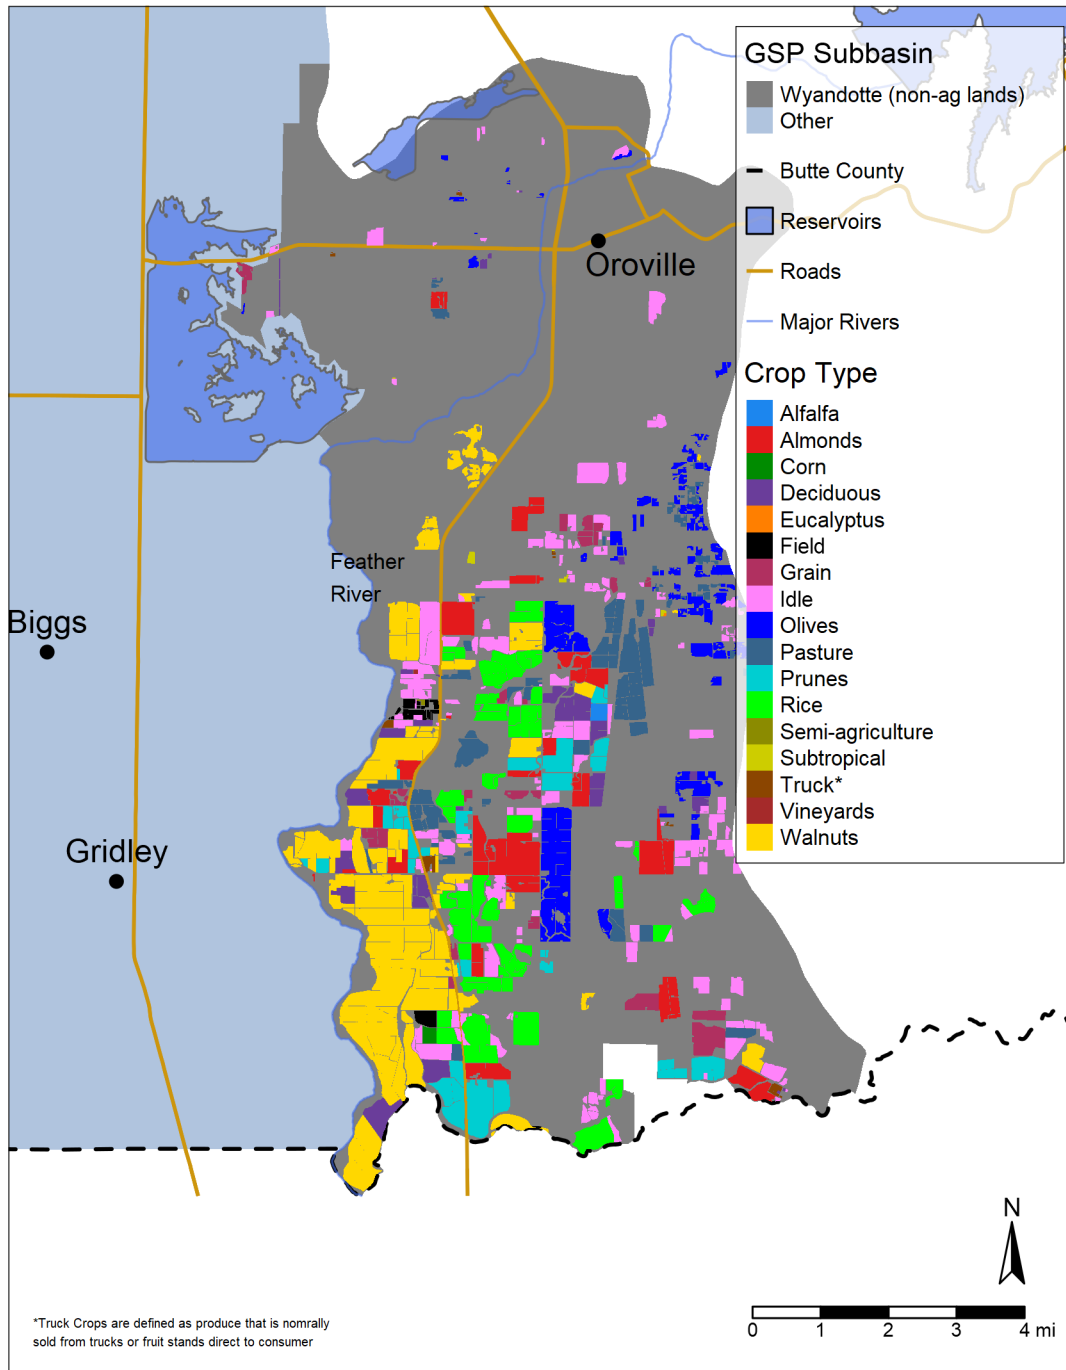 GSP Subbasin
Wyandotte (non-ag lands)
Other
Butte County
Reservoirs
Roads
Major Rivers
Crop Type
Alfalfa
Almonds
Corn
Deciduous
Eucalyptus
Field
Grain
Idle
Olives
Pasture
Prunes
Rice
Semi-agriculture
Subtropical
Truck*
Vineyards
Walnuts
Oroville
Feather
River
Biggs
Gridley
N
0 1 2 3 4 mi
*Truck Crops are defined as produce that is nomrally
sold from trucks or fruit stands direct to consumer